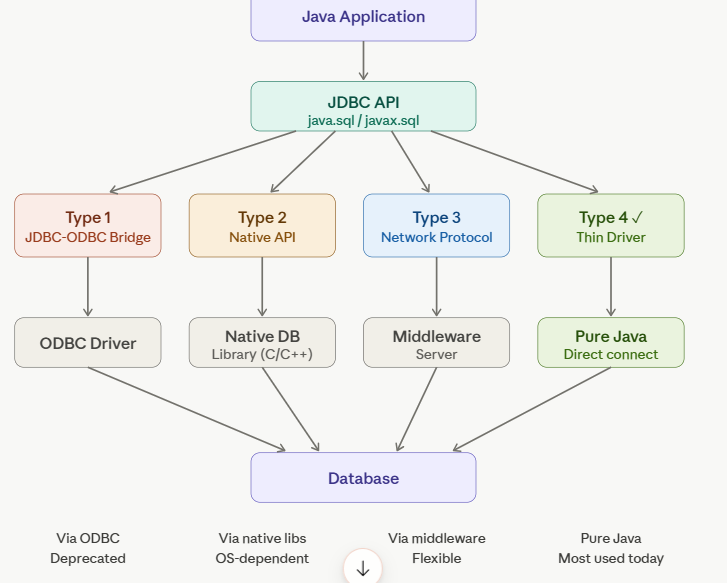 Java Application
JDBC API
java.sql / javax.sql
Type 1
JDBC-ODBC Bridge
Type 2
Native API
Type 3
Network Protocol
Type 4 ✓
Thin Driver
ODBC Driver
Native DB
Library (C/C++)
Middleware
Server
Pure Java
Direct connect
Database
Via ODBC
Deprecated
Via native libs
OS-dependent
Via middleware
Flexible
Pure Java
Most used today